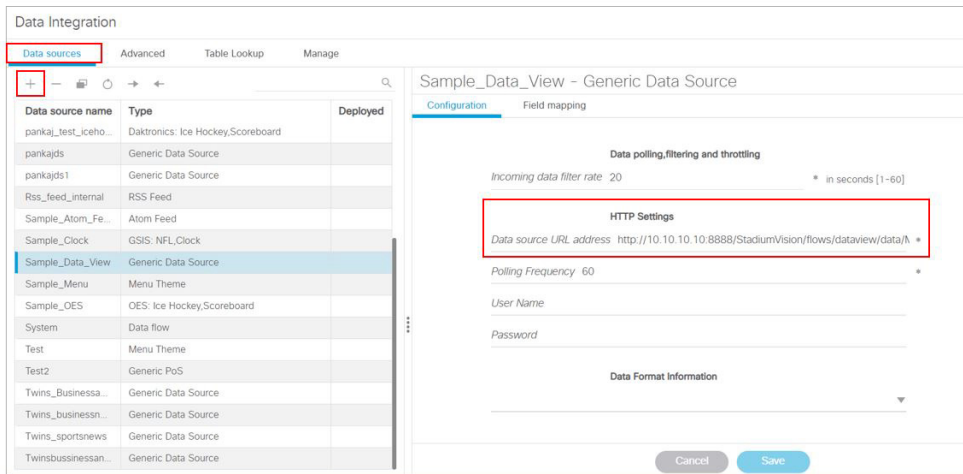 Data Integration
Data sources Advanced Table Lookup Manage
Data source name Type Deployed
pankaj_test_iceho... Daktronics: Ice Hockey,Scoreboard
pankajds Generic Data Source
pankajds1 Generic Data Source
Rss_feed_internal RSS Feed
Sample_Atom_Fe... Atom Feed
Sample_Clock GSIS: NFL,Clock
Sample_Data_View Generic Data Source
Sample_Menu Menu Theme
Sample_OES OES: Ice Hockey,Scoreboard
System Data flow
Test Menu Theme
Test2 Generic PoS
Twins_Businessa... Generic Data Source
Twins_businessn... Generic Data Source
Twins_sportsnews Generic Data Source
Twinsbussinessan... Generic Data Source
Sample_Data_View - Generic Data Source
Configuration Field mapping
Data polling,filtering and throttling
Incoming data filter rate 20 * in seconds [1-60]
HTTP Settings
Data source URL address http://10.10.10.10:8888/StadiumVision/flows/dataview/data/M *
Polling Frequency 60 *
User Name
Password
Data Format Information
Cancel Save